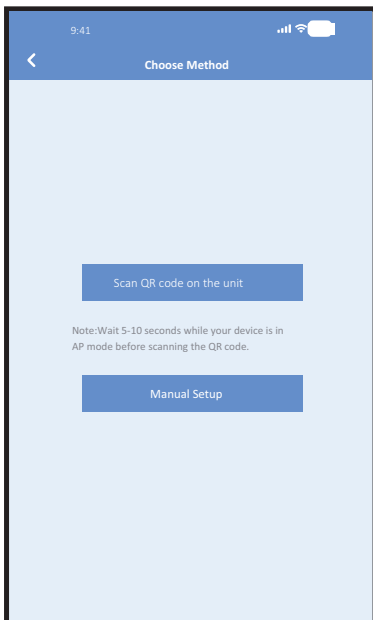 9:41
Choose Method
Scan QR code on the unit
Note:Wait 5-10 seconds while your device is in
AP mode before scanning the QR code.
Manual Setup